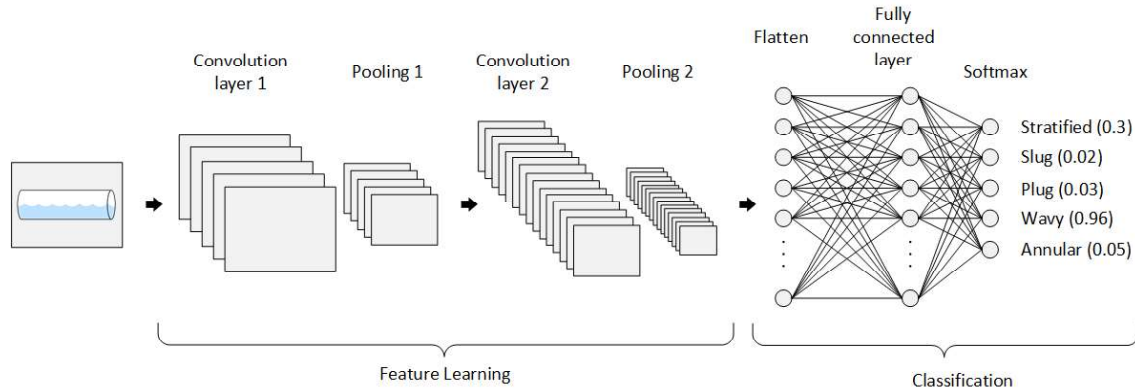 Convolution
layer 1
Pooling 1
Convolution
layer 2
Pooling 2
Flatten
Fully
connected
layer
Softmax
Stratified (0.3)
Slug (0.02)
Plug (0.03)
Wavy (0.96)
Annular (0.05)
Feature Learning
Classification